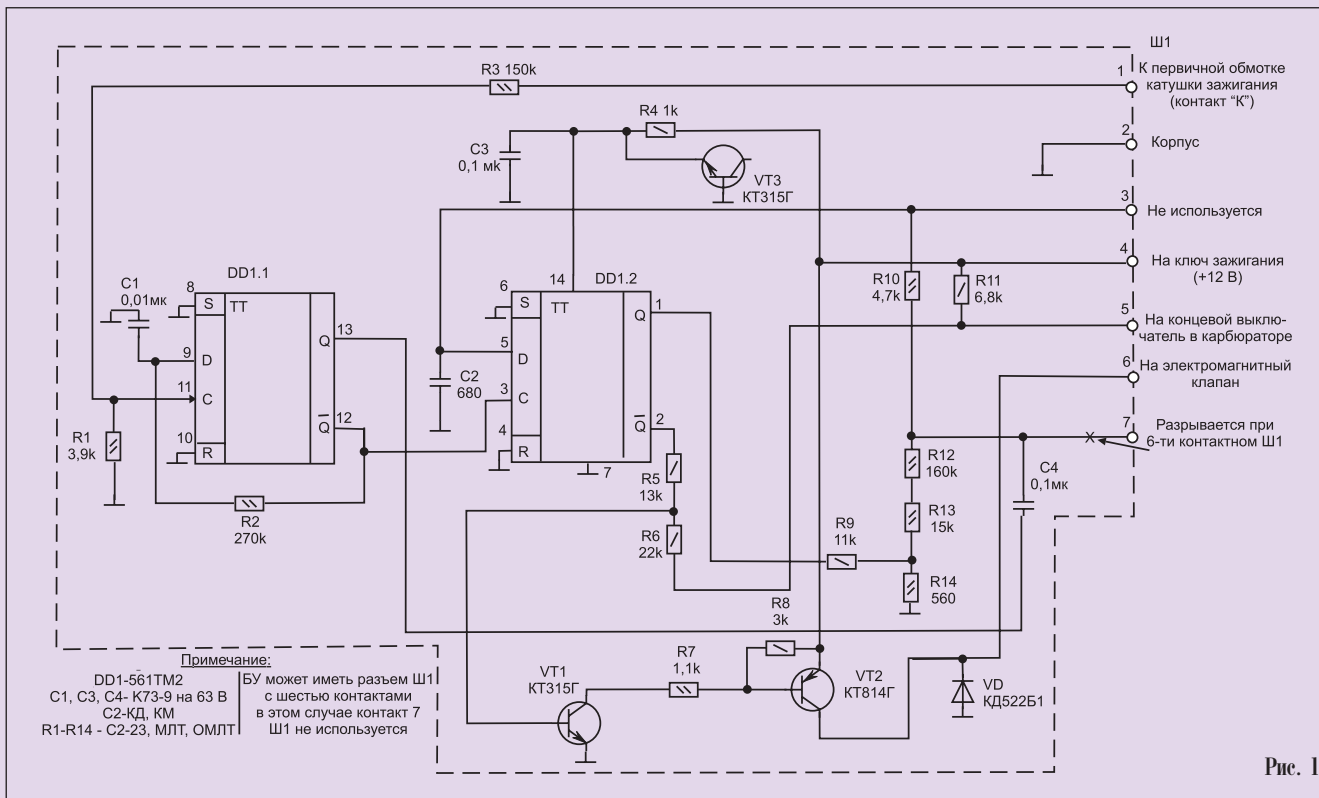 Ш1
1
К первичной обмотке
катушки зажигания
(контакт “К”)
R3 150k
R4 1k
2
Корпус
C3
0,1 мk
VT3
КТ315Г
3
Не используется
4
На ключ зажигания
(+12 В)
R10
4,7k
R11
6,8k
5
На концевой выклю-
чатель в карбюраторе
6
На электромагнитный
клапан
7
Разрывается при
6-ти контактном Ш1
C1
0,01мк
DD1.1
8
S
TT
Q
13
9
D
11
C
Q
12
10
R
R1
3,9k
R2
270k
14
DD1.2
6
S
TT
Q
1
5
D
3
C
2
Q
4
R
7
C2
680
R5
13k
R6
22k
R9
11k
R12
160k
R13
15k
R14
560
C4
0,1мк
R8
3k
R7
1,1k
VT1
КТ315Г
VT2
КТ814Г
VD
КД522Б1
Примечание:
DD1-561ТМ2
С1, С3, С4- К73-9 на 63 В
С2-КД, КМ
R1-R14 - С2-23, МЛТ, ОМЛТ
БУ может иметь разъем Ш1
с шестью контактами
в этом случае контакт 7
Ш1 не используется
Рис. 1